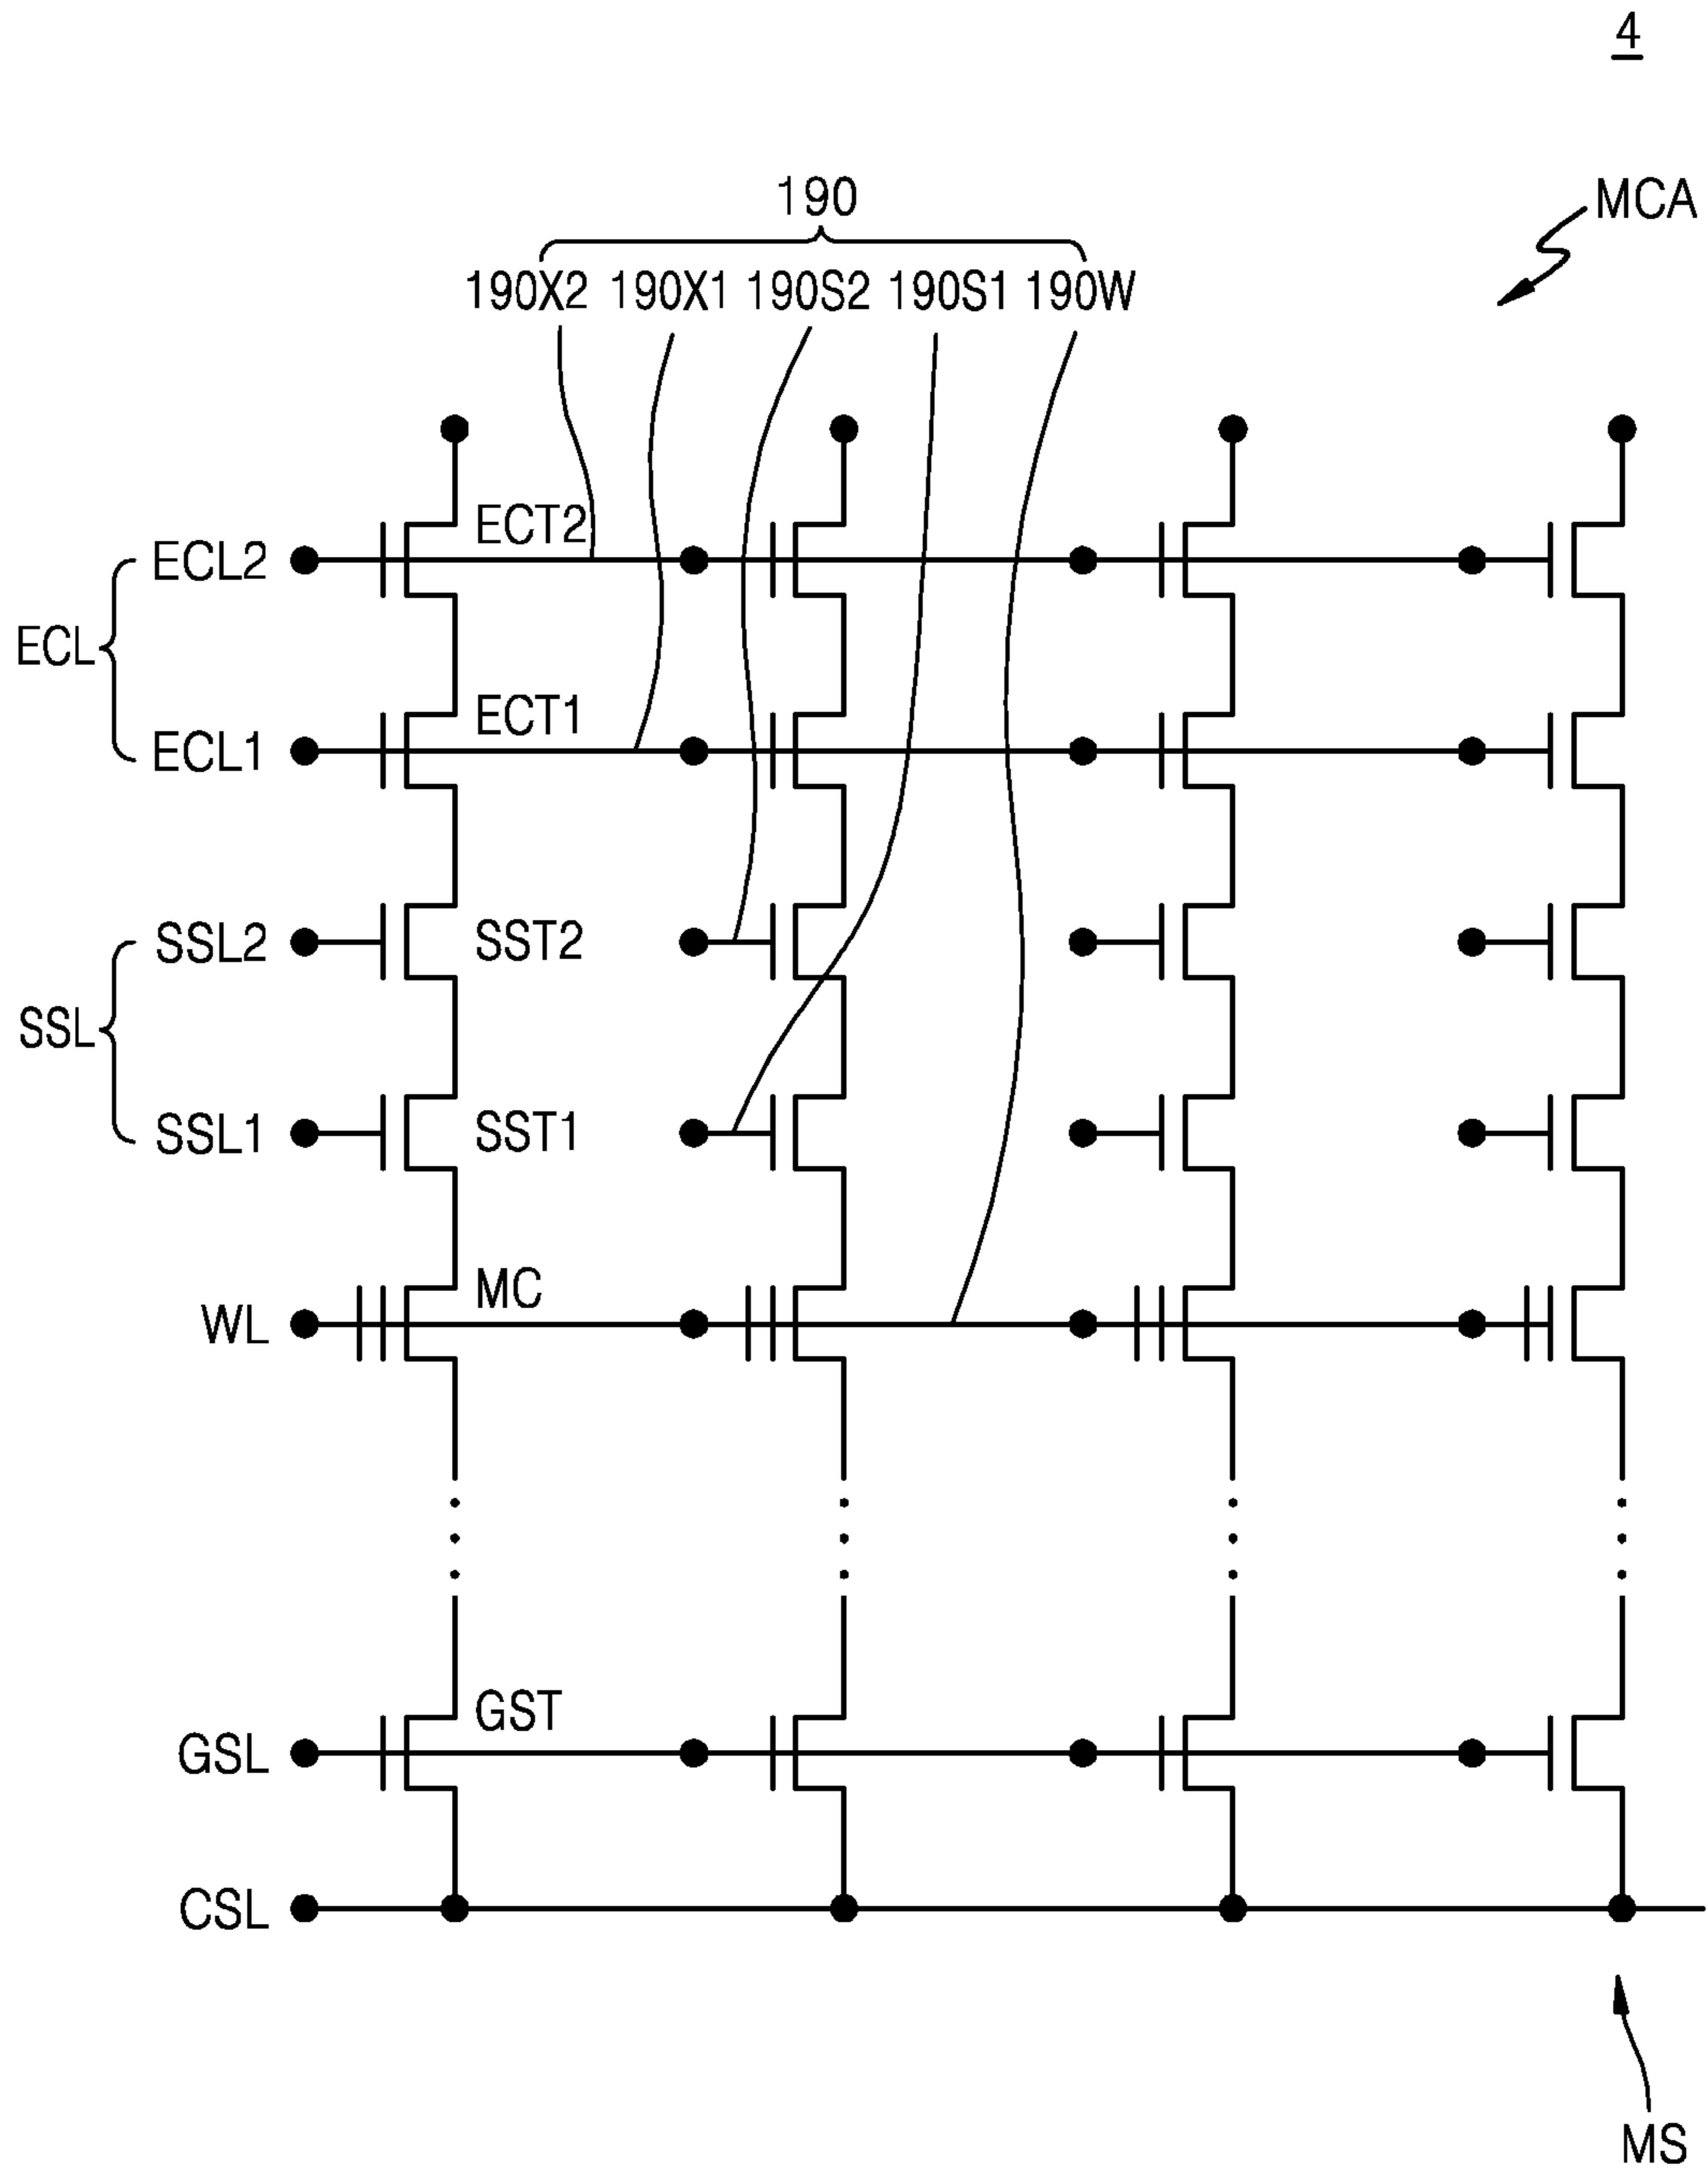 4
MCA
190
190X2 190X1 190S2 190S1 190W
ECT2
ECL2
ECL
ECT1
ECL1
SSL2 SST2
SSL
SSL1 SST1
MC
WL
GST
GSL
CSL
MS